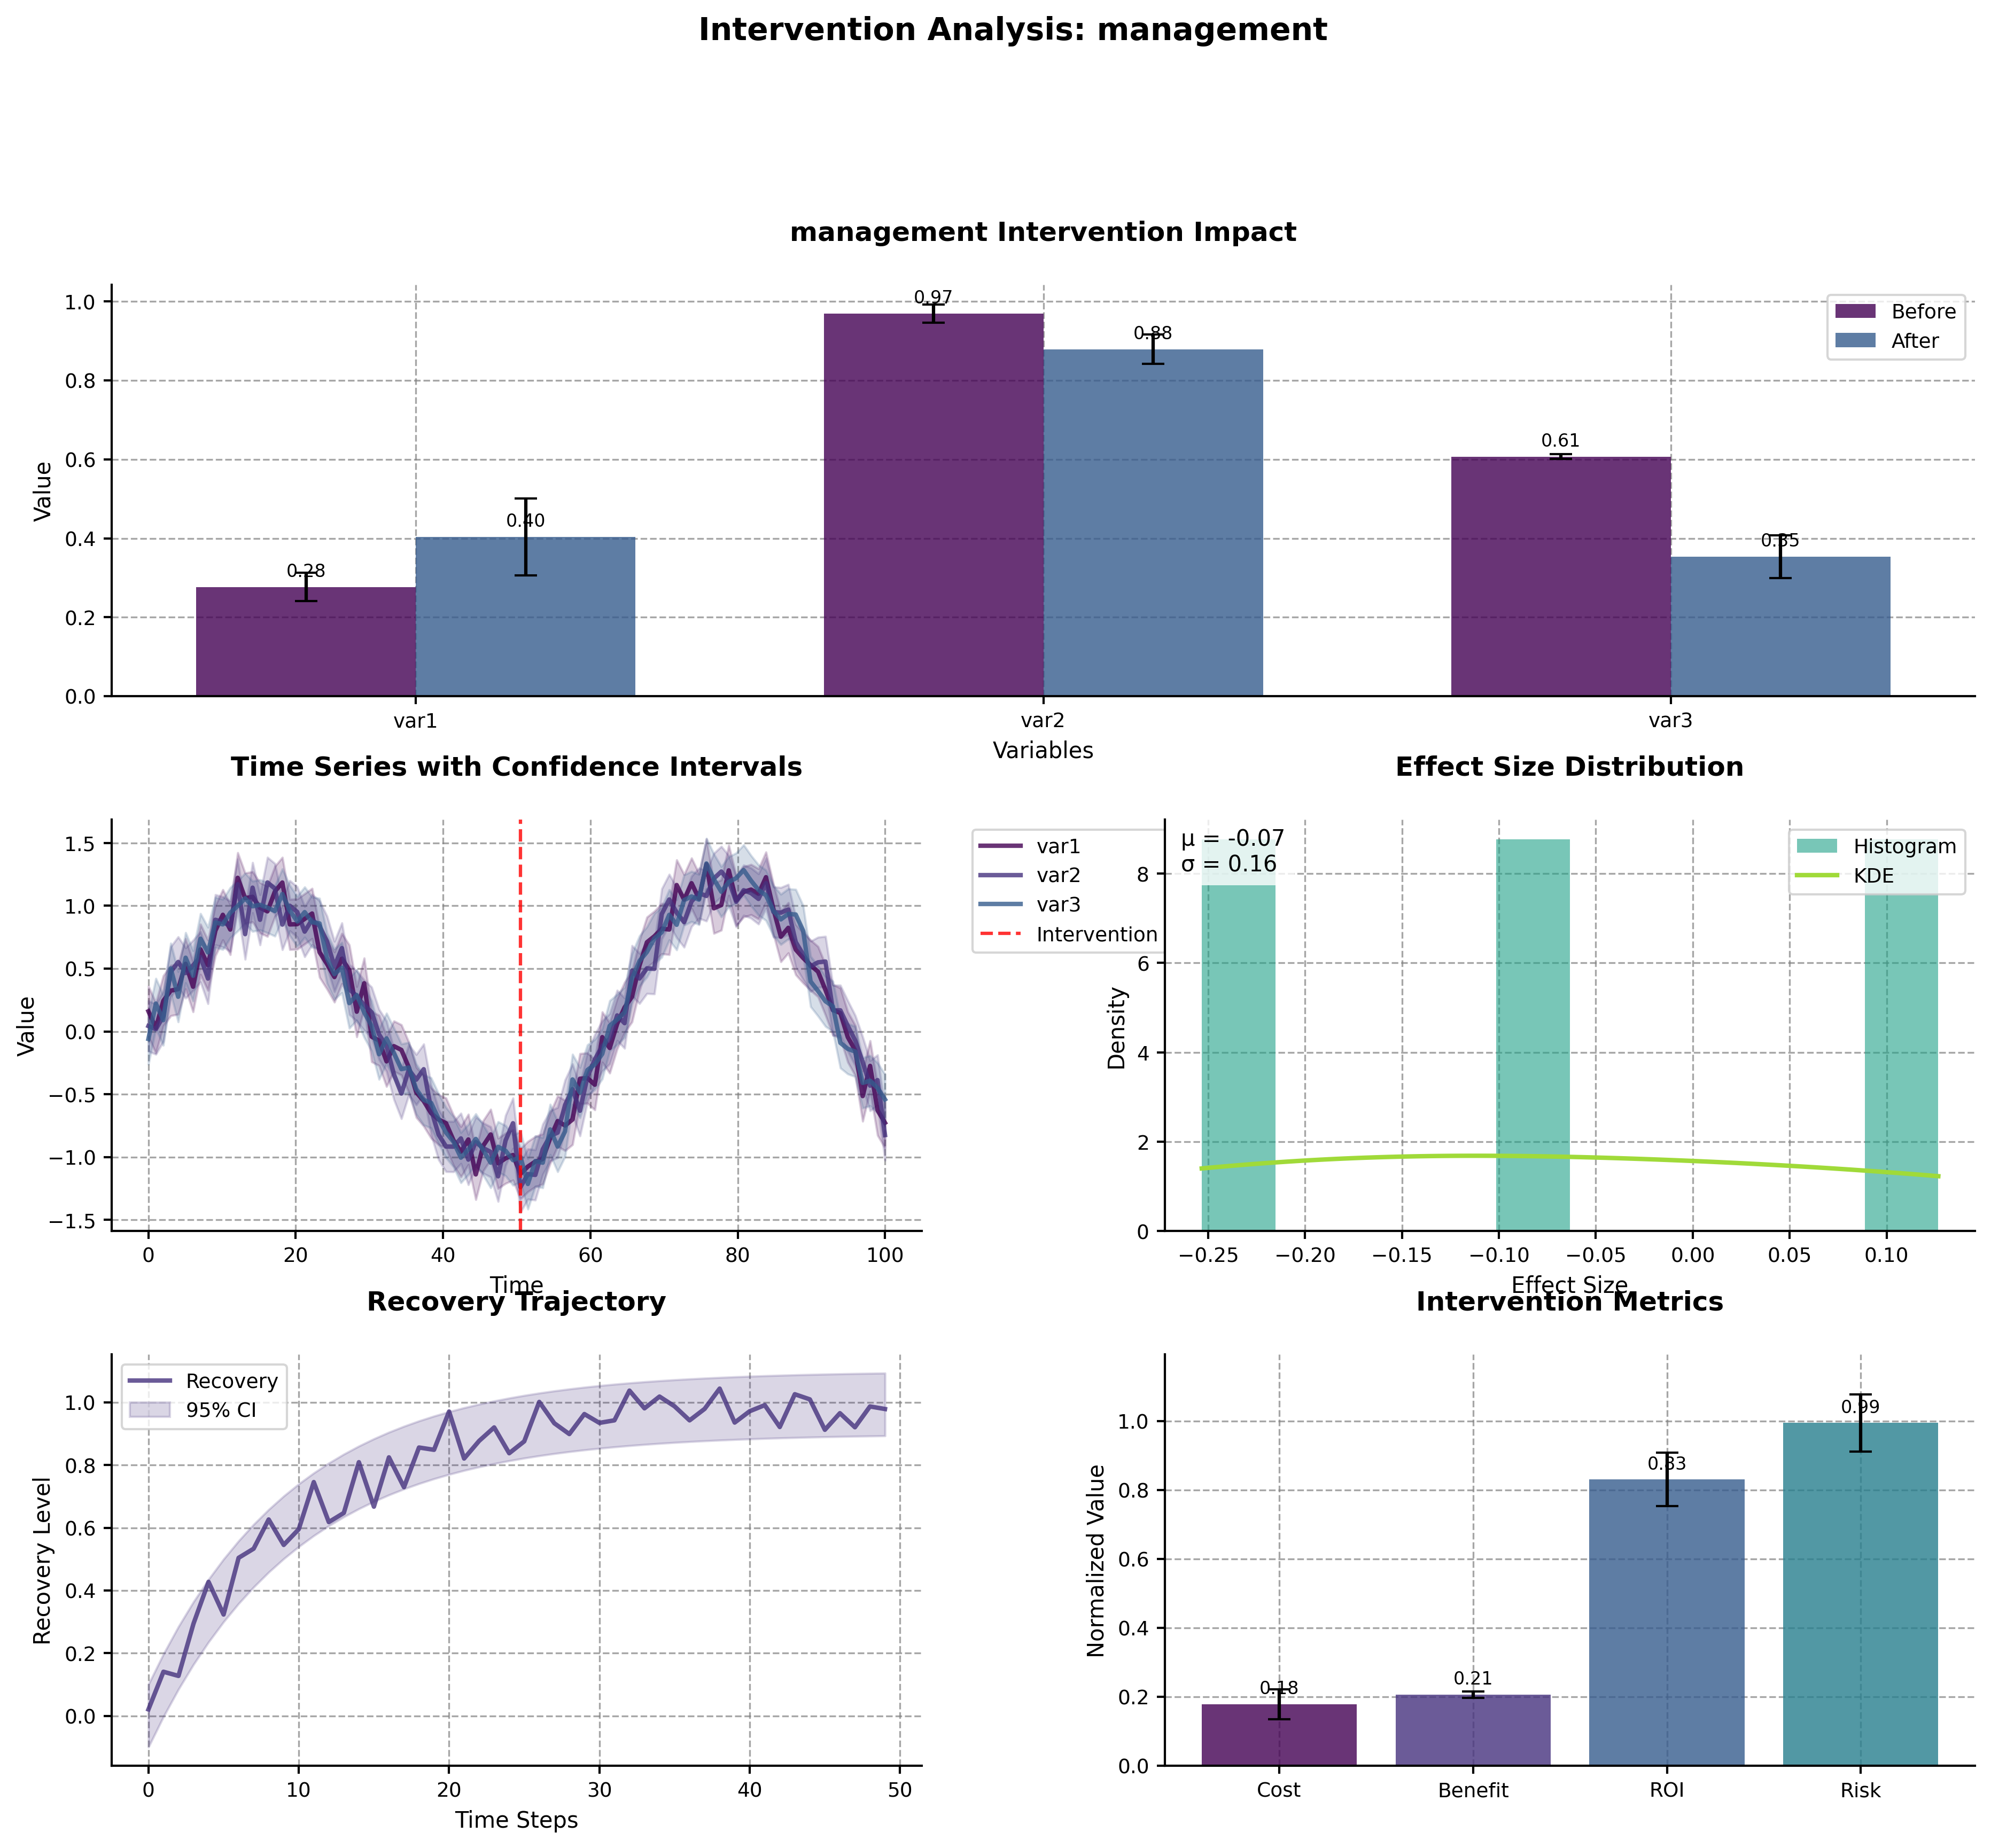 Intervention Analysis: management
management Intervention Impact
Value
1.0
0.8
0.6
0.4
0.2
0.0
0.28
0.40
0.97
0.88
0.61
0.35
Before
After
var1
var2
var3
Variables
Time Series with Confidence Intervals
Value
1.5
1.0
0.5
0.0
−0.5
−1.0
−1.5
0
20
40
60
80
100
Time
var1
var2
var3
Intervention
Effect Size Distribution
Density
8
6
4
2
0
μ = -0.07
σ = 0.16
Histogram
KDE
−0.25
−0.20
−0.15
−0.10
−0.05
0.00
0.05
0.10
Effect Size
Recovery Trajectory
Recovery Level
1.0
0.8
0.6
0.4
0.2
0.0
Recovery
95% CI
0
10
20
30
40
50
Time Steps
Intervention Metrics
Normalized Value
1.0
0.8
0.6
0.4
0.2
0.0
0.18
0.21
0.83
0.99
Cost
Benefit
ROI
Risk